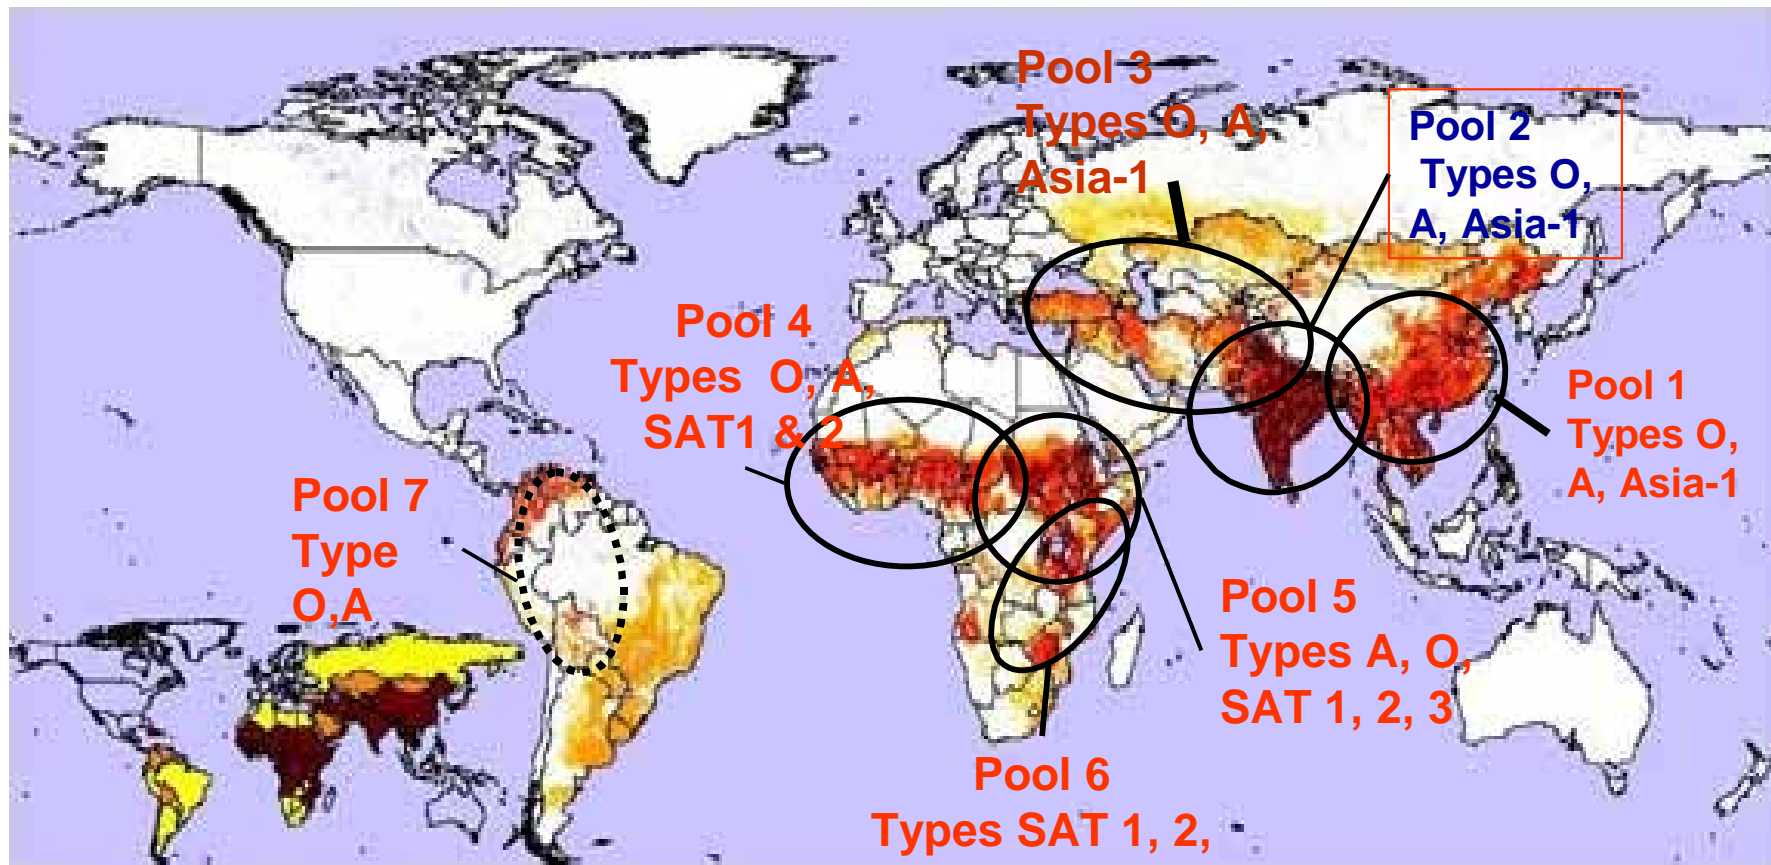 Pool 3
Types O, A,
Asia-1
Pool 2
Types O,
A, Asia-1
Pool 4
Types O, A,
SAT1 & 2
Pool 1
Types O,
A, Asia-1
Pool 7
Type
O,A
Pool 5
Types A, O,
SAT 1, 2, 3
Pool 6
Types SAT 1, 2,